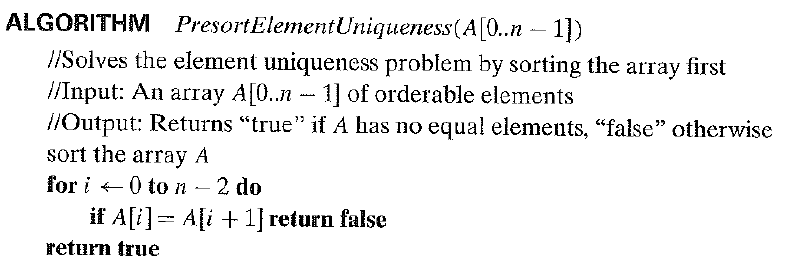 ALGORITHM PresortElementUniqueness(A[0..n − 1])
//Solves the element uniqueness problem by sorting the array first
//Input: An array A[0..n − 1] of orderable elements
//Output: Returns “true” if A has no equal elements, “false” otherwise
sort the array A
for i ← 0 to n − 2 do
if A[i] = A[i + 1] return false
return true